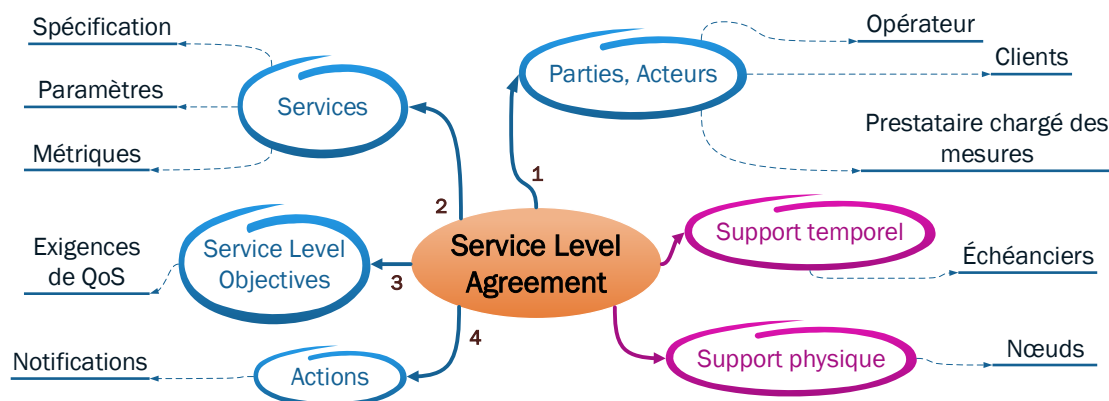 Spécification
Paramètres
Métriques
Services
Parties, Acteurs
Opérateur
Clients
Prestataire chargé des
mesures
1
2
3
4
Service Level
Agreement
Service Level
Objectives
Exigences
de QoS
Actions
Notifications
Support temporel
Échéanciers
Support physique
Nœuds